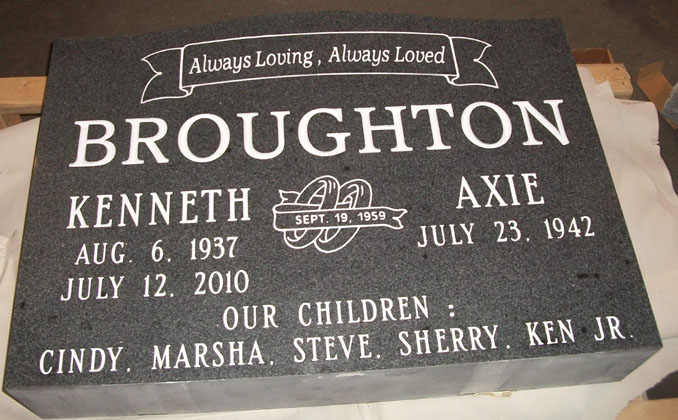 Always Loving, Always Loved
BROUGHTON
KENNETH
AUG. 6, 1937
JULY 12, 2010
SEPT. 19, 1959
AXIE
JULY 23, 1942
OUR CHILDREN :
CINDY, MARSHA, STEVE, SHERRY, KEN JR.